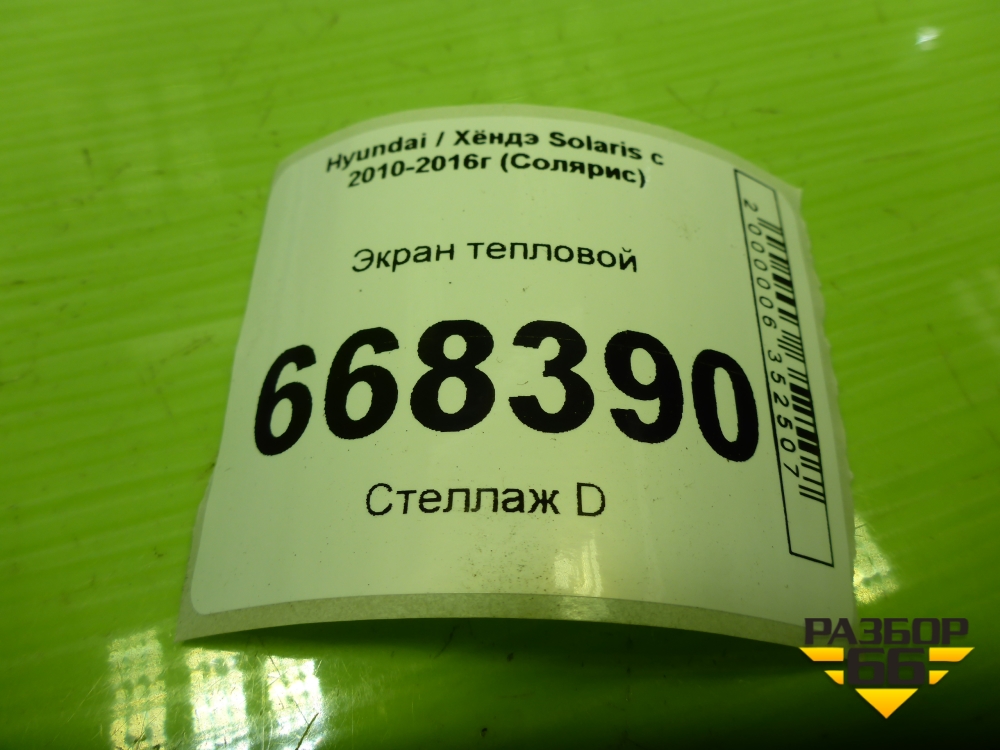 Hyundai / Хёндэ Solaris с
2010-2016г (Солярис)
Экран тепловой
668390
Стеллаж D
2000006352507
РАЗБОР
66